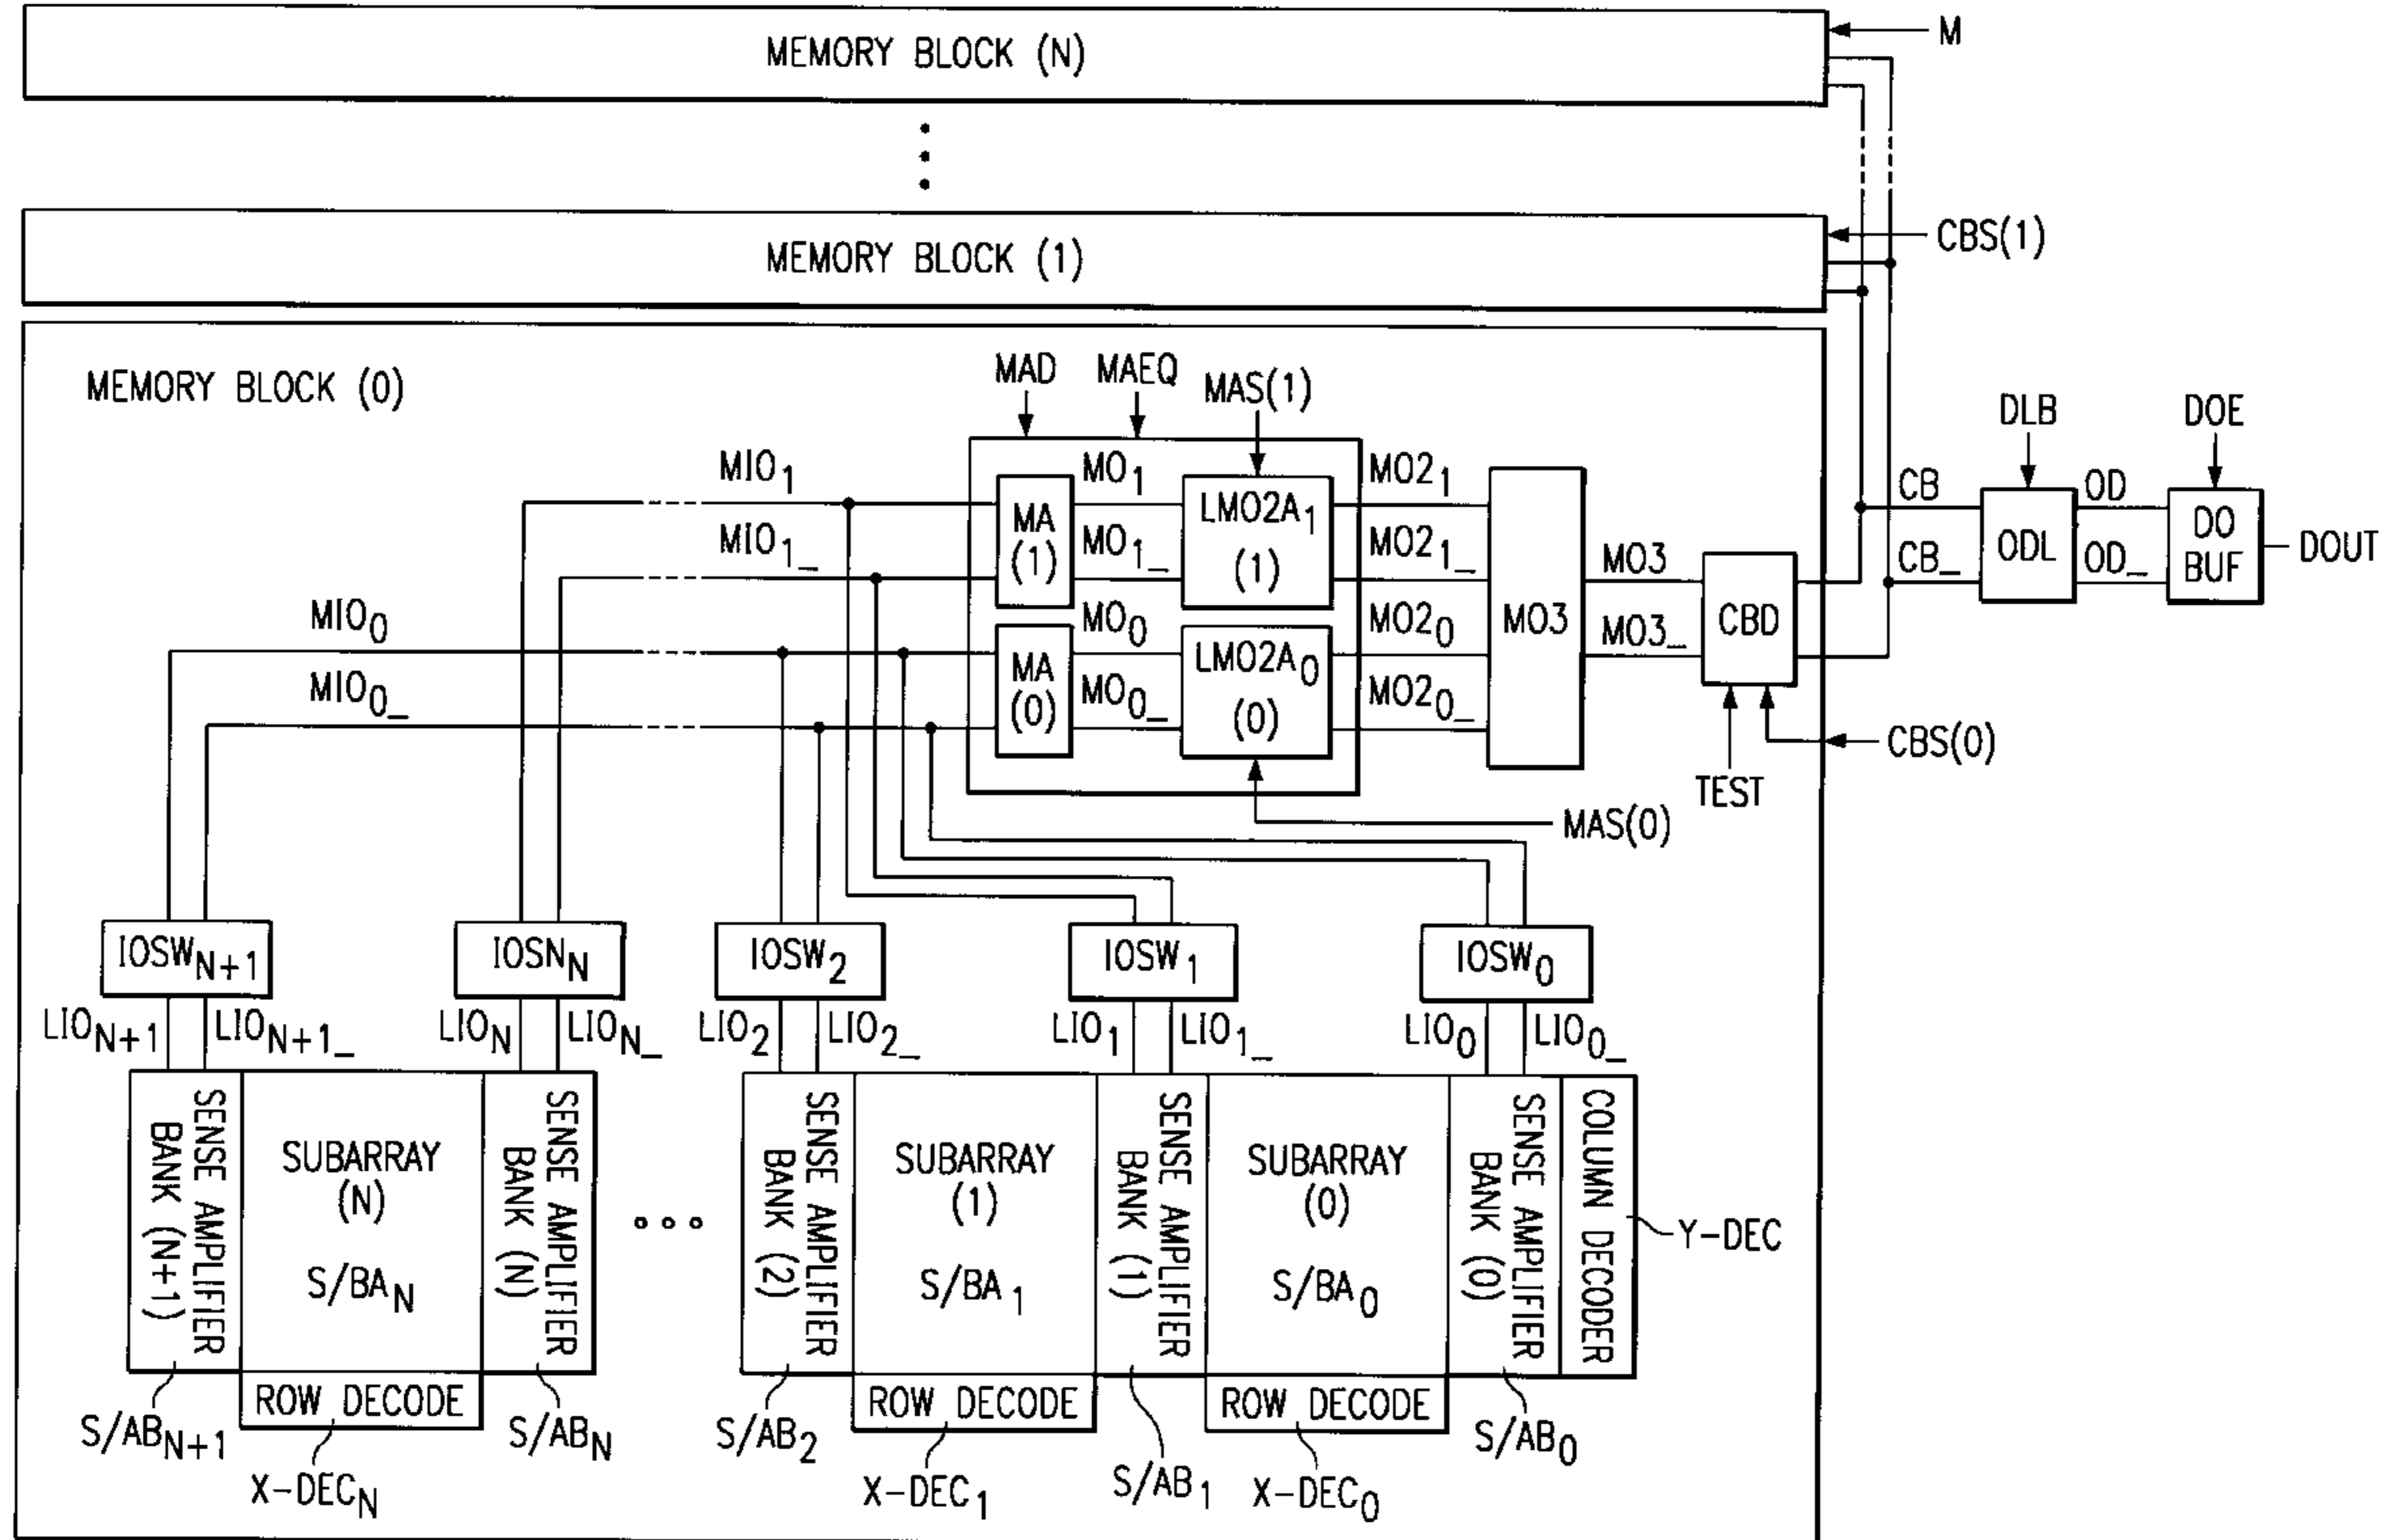 MEMORY BLOCK (N)
M
MEMORY BLOCK (1)
CBS(1)
MEMORY BLOCK (0)
MAD
MAEQ
MAS(1)
DLB
DOE
MIO1
MO1
MO21
MA (1)
LMO2A1 (1)
MIO1_
MO1_
MO21_
MO3
CB
CB_
ODL
OD
OD_
DO BUF
DOUT
MIO0
MO0
MO20
MO3
MO3_
CBD
MA (0)
LMO2A0 (0)
MIO0_
MO0_
MO20_
CBS(0)
TEST
MAS(0)
IOSWN+1
IOSNN
IOSW2
IOSW1
IOSW0
LION+1
LION+1_
LION
LION_
LIO2
LIO2_
LIO1
LIO1_
LIO0
LIO0_
SENSE AMPLIFIER
BANK (N+1)
SUBARRAY
(N)
S/BAN
SENSE AMPLIFIER
BANK (N)
SENSE AMPLIFIER
BANK (2)
SUBARRAY
(1)
S/BA1
SENSE AMPLIFIER
BANK (1)
SUBARRAY
(0)
S/BA0
SENSE AMPLIFIER
BANK (0)
COLUMN DECODER
Y-DEC
ROW DECODE
ROW DECODE
ROW DECODE
S/ABN+1
X-DECN
S/ABN
S/AB2
X-DEC1
S/AB1
X-DEC0
S/AB0